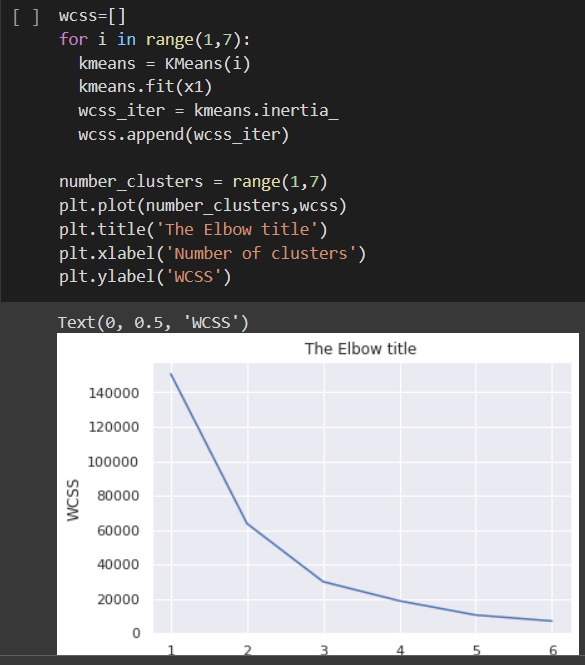 [ ] wcss=[]
for i in range(1,7):
  kmeans = KMeans(i)
  kmeans.fit(x1)
  wcss_iter = kmeans.inertia_
  wcss.append(wcss_iter)

number_clusters = range(1,7)
plt.plot(number_clusters,wcss)
plt.title('The Elbow title')
plt.xlabel('Number of clusters')
plt.ylabel('WCSS')
Text(0, 0.5, 'WCSS')
The Elbow title
140000
120000
100000
80000
60000
40000
20000
0
WCSS
1 2 3 4 5 6